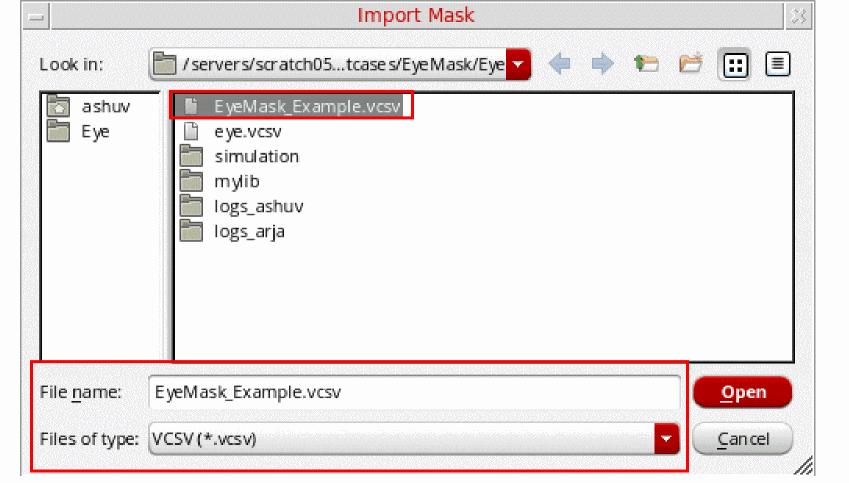 Import Mask
Look in: /servers/scratch05...tcases/EyeMask/Eye
ashuv
Eye
EyeMask_Example.vcsv
eye.vcsv
simulation
mylib
logs_ashuv
logs_arja
File name: EyeMask_Example.vcsv Open
Files of type: VCSV (*.vcsv) Cancel